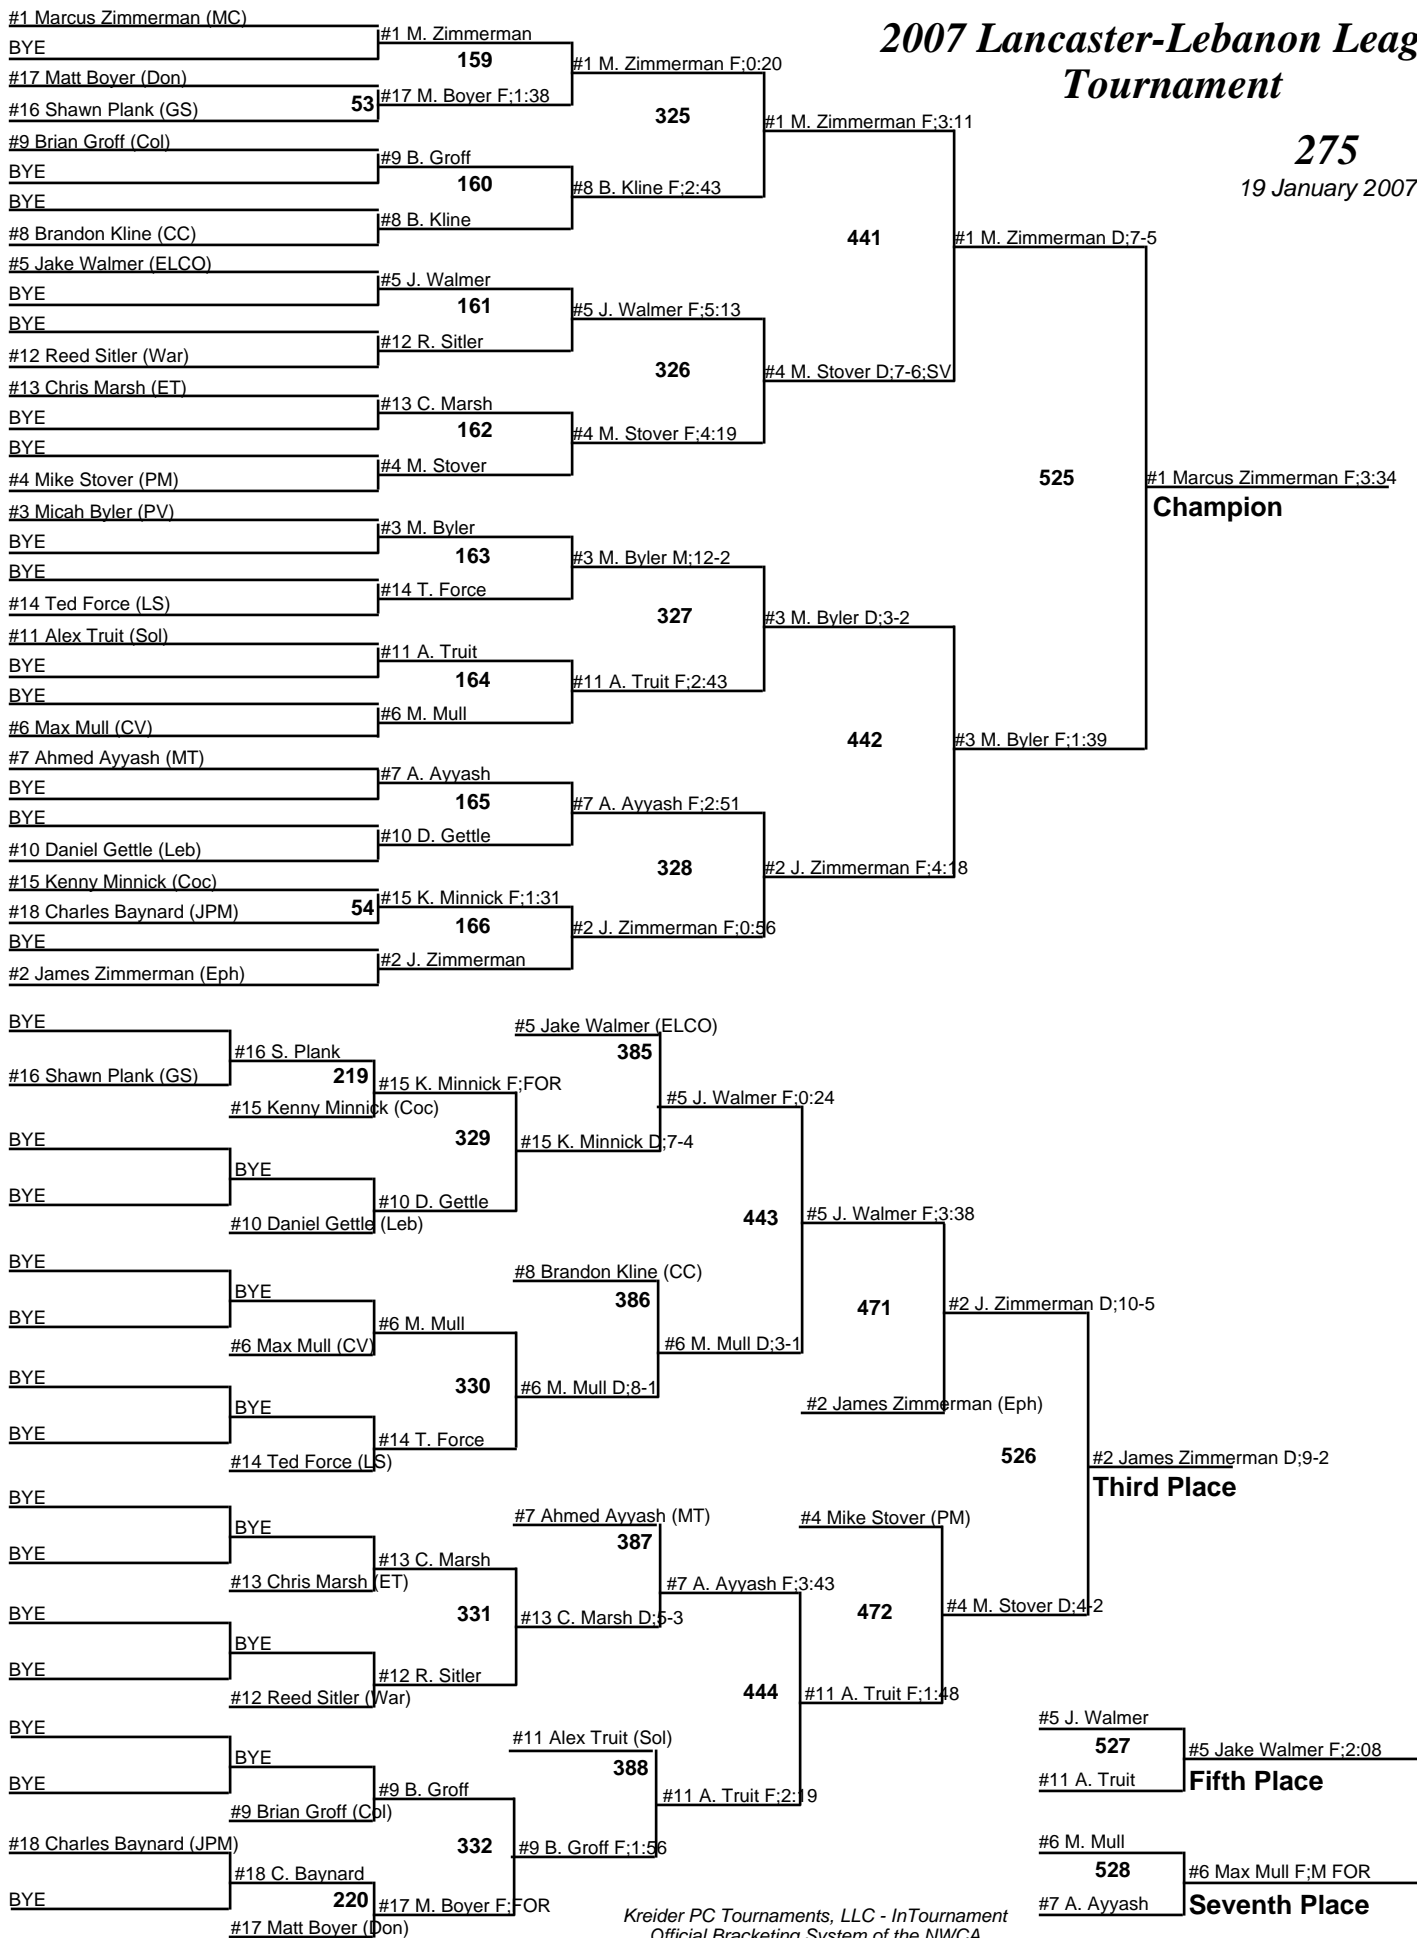 2007 Lancaster-Lebanon Leag
Tournament
275
19 January 2007
#1 Marcus Zimmerman (MC)
BYE
#17 Matt Boyer (Don)
#16 Shawn Plank (GS)
#9 Brian Groff (Col)
BYE
BYE
#8 Brandon Kline (CC)
#5 Jake Walmer (ELCO)
BYE
BYE
#12 Reed Sitler (War)
#13 Chris Marsh (ET)
BYE
BYE
#4 Mike Stover (PM)
#3 Micah Byler (PV)
BYE
BYE
#14 Ted Force (LS)
#11 Alex Truit (Sol)
BYE
BYE
#6 Max Mull (CV)
#7 Ahmed Ayyash (MT)
BYE
BYE
#10 Daniel Gettle (Leb)
#15 Kenny Minnick (Coc)
#18 Charles Baynard (JPM)
BYE
#2 James Zimmerman (Eph)
53
54
#1 M. Zimmerman
159
#17 M. Boyer F;1:38
#9 B. Groff
160
#8 B. Kline
#5 J. Walmer
161
#12 R. Sitler
#13 C. Marsh
162
#4 M. Stover
#3 M. Byler
163
#14 T. Force
#11 A. Truit
164
#6 M. Mull
#7 A. Ayyash
165
#10 D. Gettle
#15 K. Minnick F;1:31
166
#2 J. Zimmerman
#1 M. Zimmerman F;0:20
325
#8 B. Kline F;2:43
#5 J. Walmer F;5:13
326
#4 M. Stover F;4:19
#3 M. Byler M;12-2
327
#11 A. Truit F;2:43
#7 A. Ayyash F;2:51
328
#2 J. Zimmerman F;0:56
#1 M. Zimmerman F;3:11
441
#4 M. Stover D;7-6;SV
#3 M. Byler D;3-2
442
#2 J. Zimmerman F;4:18
#1 M. Zimmerman D;7-5
525
#3 M. Byler F;1:39
#1 Marcus Zimmerman F;3:34
Champion
BYE
#16 Shawn Plank (GS)
BYE
BYE
BYE
BYE
BYE
BYE
BYE
BYE
BYE
BYE
BYE
BYE
#18 Charles Baynard (JPM)
BYE
#16 S. Plank
219
#15 Kenny Minnick (Coc)
BYE
#10 Daniel Gettle (Leb)
BYE
#6 Max Mull (CV)
BYE
#14 Ted Force (LS)
BYE
#13 Chris Marsh (ET)
BYE
#12 Reed Sitler (War)
BYE
#9 Brian Groff (Col)
#18 C. Baynard
220
#17 Matt Boyer (Don)
#15 K. Minnick F;FOR
329
#10 D. Gettle
#6 M. Mull
330
#14 T. Force
#13 C. Marsh
331
#12 R. Sitler
#9 B. Groff
332
#17 M. Boyer F;FOR
#5 Jake Walmer (ELCO)
385
#15 K. Minnick D;7-4
#8 Brandon Kline (CC)
386
#6 M. Mull D;8-1
#7 Ahmed Ayyash (MT)
387
#13 C. Marsh D;5-3
#11 Alex Truit (Sol)
388
#9 B. Groff F;1:56
#5 J. Walmer F;0:24
443
#6 M. Mull D;3-1
#7 A. Ayyash F;3:43
444
#11 A. Truit F;2:19
#5 J. Walmer F;3:38
471
#2 James Zimmerman (Eph)
#4 Mike Stover (PM)
472
#11 A. Truit F;1:48
#2 J. Zimmerman D;10-5
526
#4 M. Stover D;4-2
#2 James Zimmerman D;9-2
Third Place
#5 J. Walmer
527
#11 A. Truit
#5 Jake Walmer F;2:08
Fifth Place
#6 M. Mull
528
#7 A. Ayyash
#6 Max Mull F;M FOR
Seventh Place
Kreider PC Tournaments, LLC - InTournament
Official Bracketing System of the NWCA